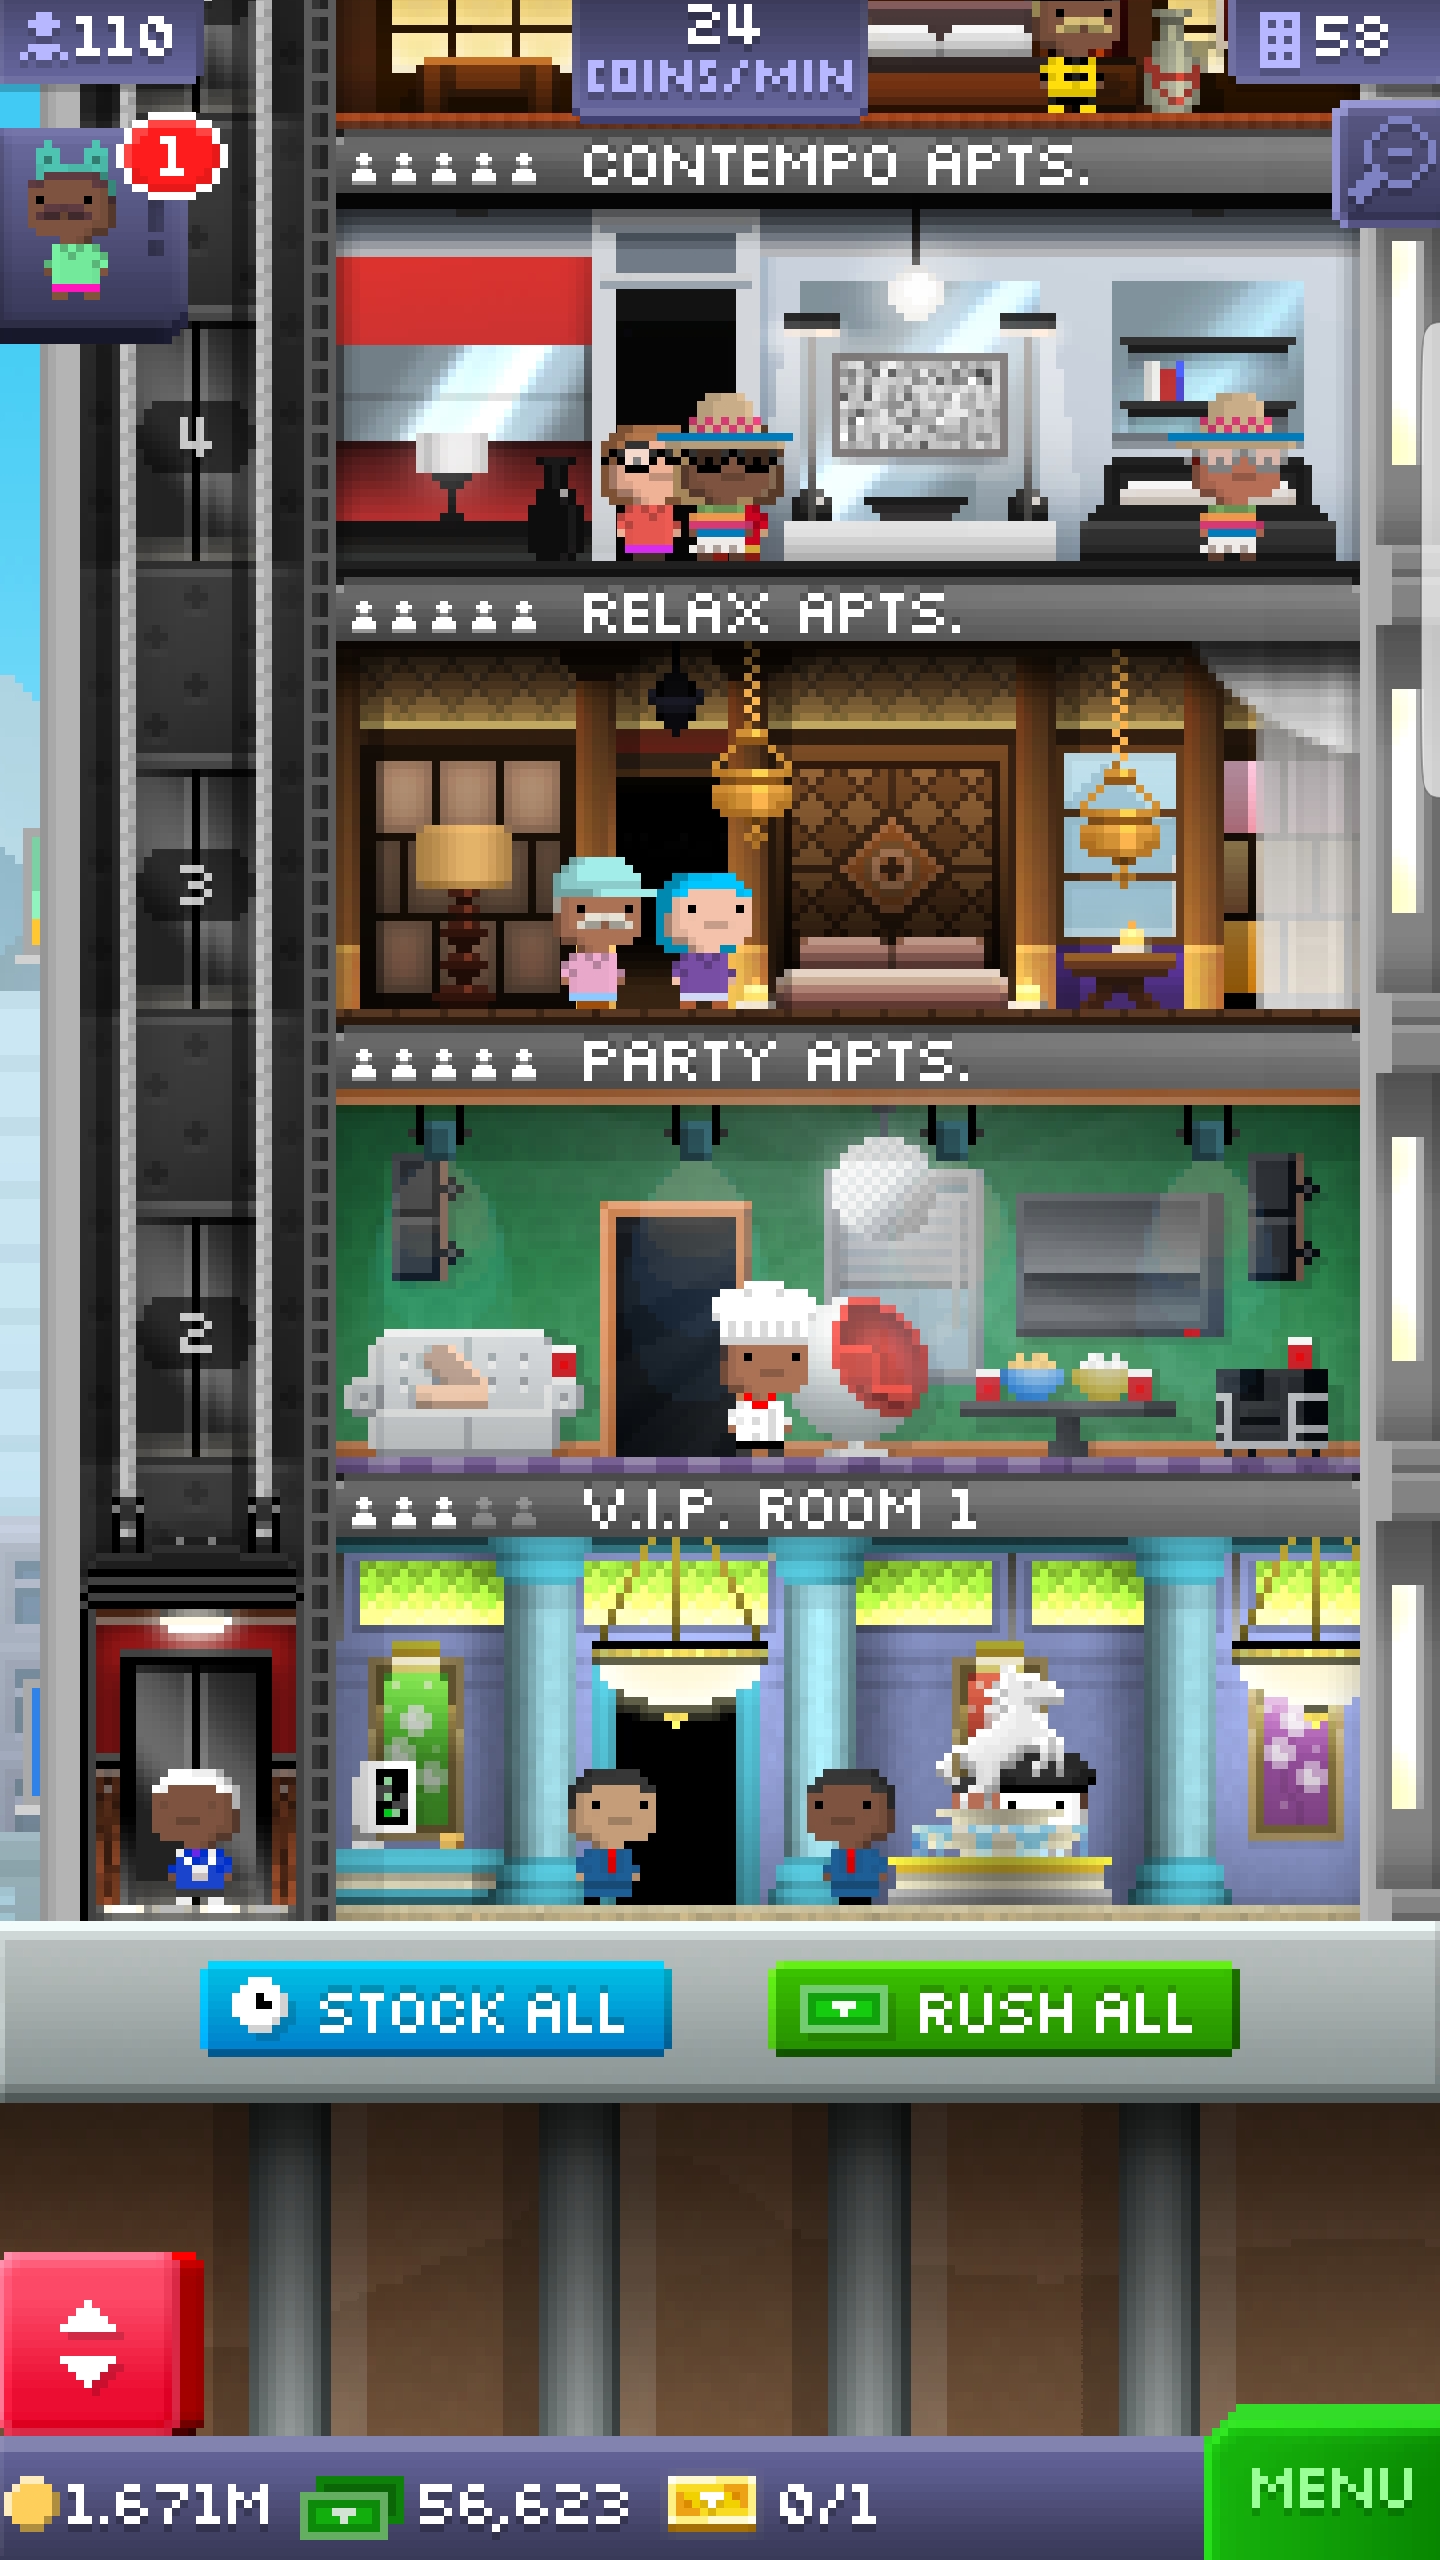 110
24
COINS/MIN
58
1
CONTEMPO APTS.
4
RELAX APTS.
3
PARTY APTS.
2
V.I.P. ROOM 1
STOCK ALL
RUSH ALL
1.671M
56,623
0/1
MENU